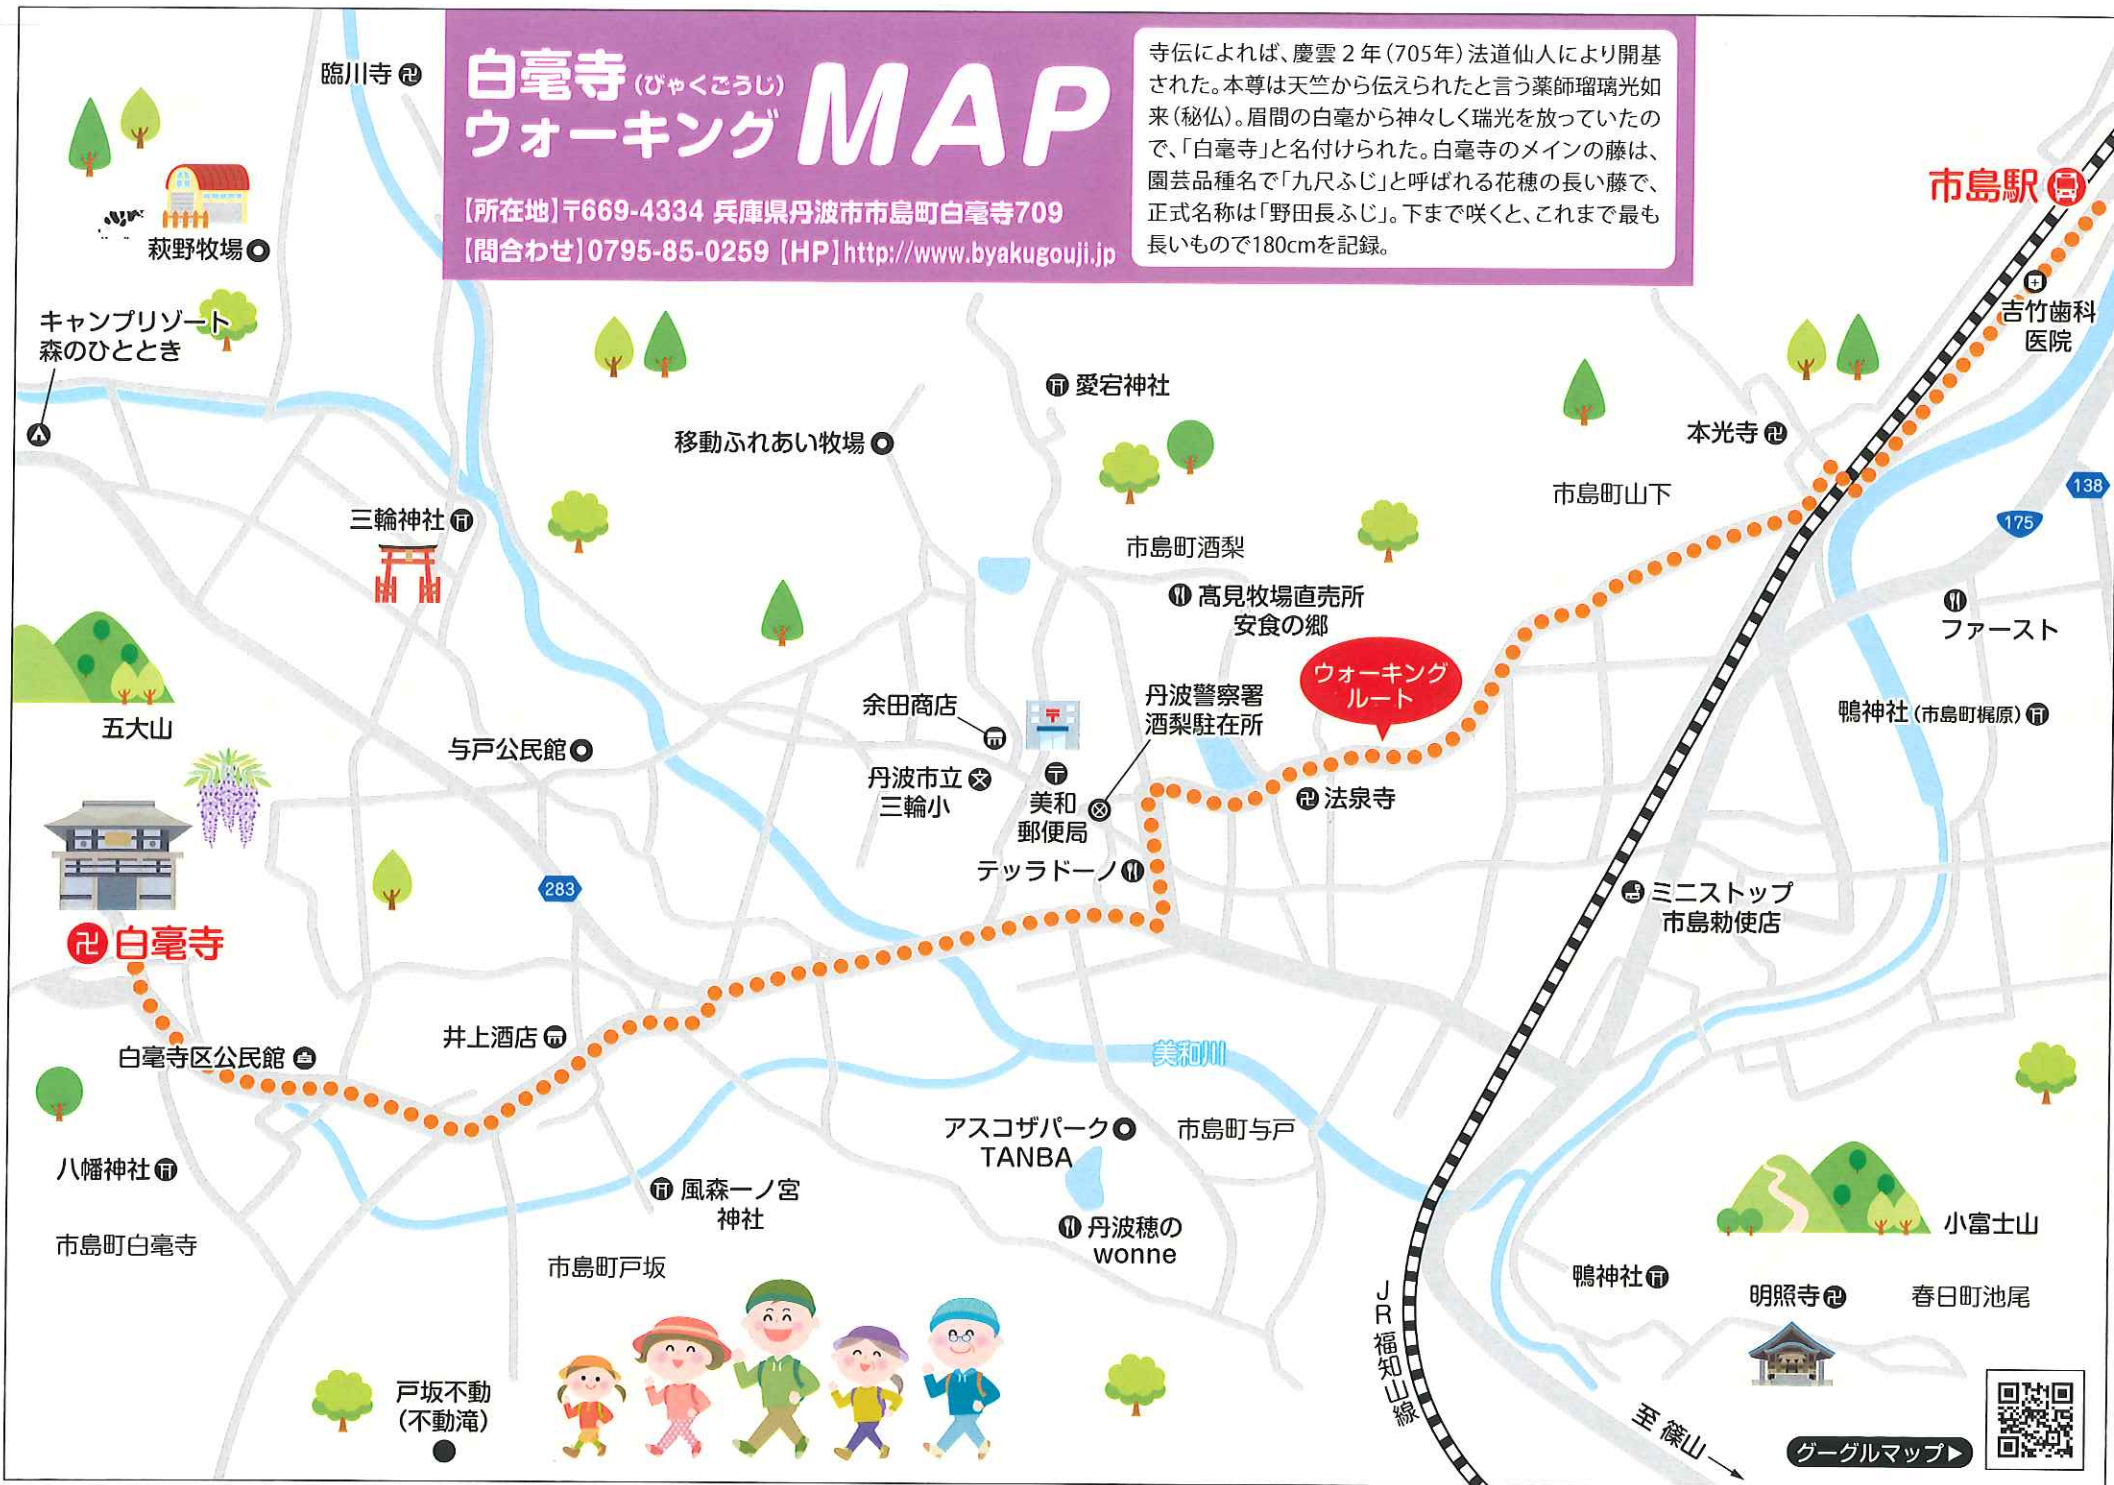 白毫寺(びゃくごうじ)
ウォーキング
MAP
【所在地】〒669-4334 兵庫県丹波市市島町白毫寺709
【問合わせ】0795-85-0259【HP】http://www.byakugouji.jp
寺伝によれば、慶雲２年(705年)法道仙人により開基
された。本尊は天竺から伝えられたと言う薬師瑠璃光如
来(秘仏)。眉間の白毫から神々しく瑞光を放っていたの
で、「白毫寺」と名付けられた。白毫寺のメインの藤は、
園芸品種名で「九尺ふじ」と呼ばれる花穂の長い藤で、
正式名称は「野田長ふじ」。下まで咲くと、これまで最も
長いもので180cmを記録。
臨川寺
市島駅
萩野牧場
吉竹歯科
医院
キャンプリゾート
森のひととき
愛宕神社
移動ふれあい牧場
本光寺
市島町山下
138
175
三輪神社
市島町酒梨
髙見牧場直売所
安食の郷
ファースト
ウォーキング
ルート
余田商店
丹波警察署
酒梨駐在所
鴨神社(市島町梶原)
五大山
与戸公民館
丹波市立
三輪小
美和
郵便局
法泉寺
テッラドーノ
283
ミニストップ
市島勅使店
白毫寺
井上酒店
白毫寺区公民館
美和川
アスコザパーク
TANBA
市島町与戸
八幡神社
風森一ノ宮
神社
丹波穂の
wonne
市島町白毫寺
市島町戸坂
小富士山
鴨神社
明照寺
春日町池尾
JR福知山線
戸坂不動
(不動滝)
至 篠山
グーグルマップ▶